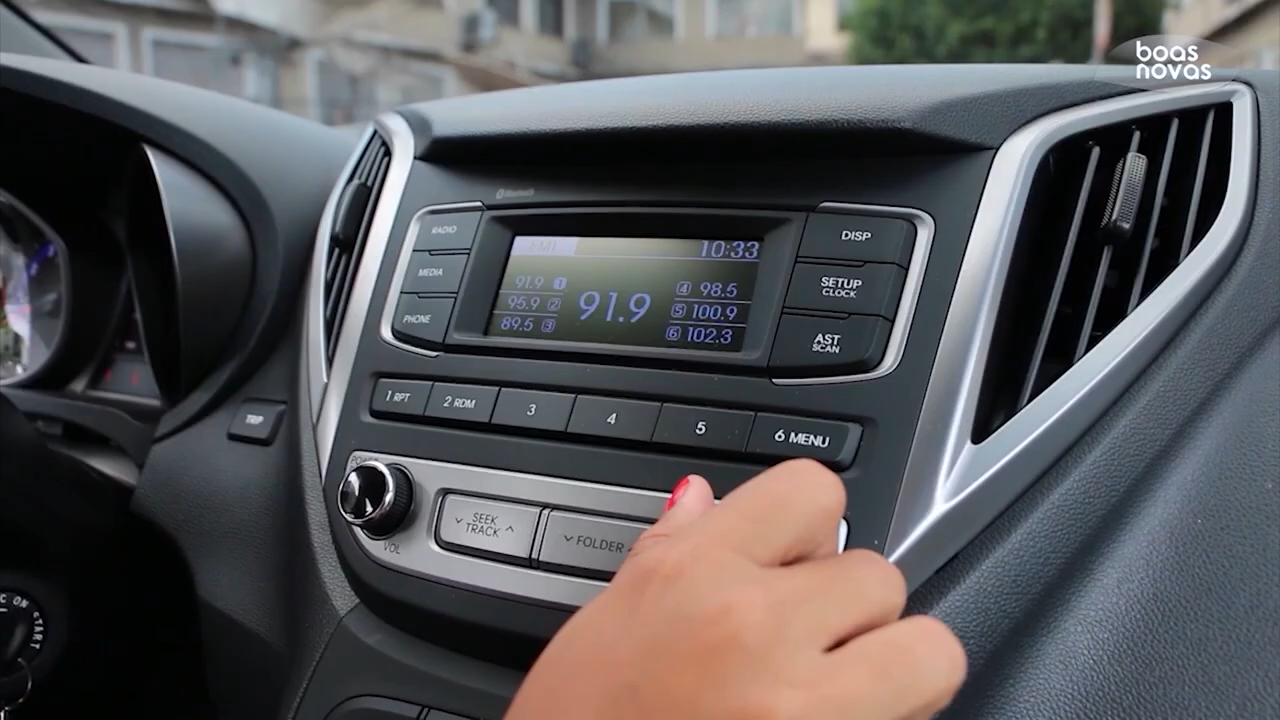 boas
novas
Bluetooth
RADIO
MEDIA
PHONE
FM1
10:33
91.9 1
95.9 2
89.5 3
91.9
4 98.5
5 100.9
6 102.3
DISP
SETUP
CLOCK
AST
SCAN
1 RPT
2 RDM
3
4
5
6 MENU
TRIP
VOL
SEEK
TRACK
FOLDER
ON
START